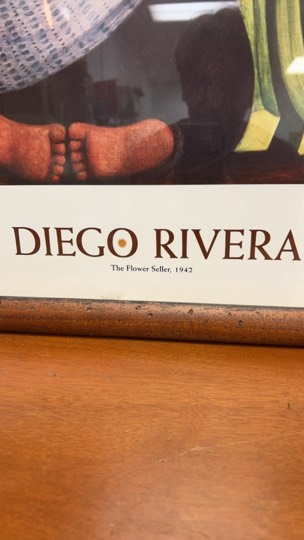 DIEGO RIVERA
The Flower Seller, 1942